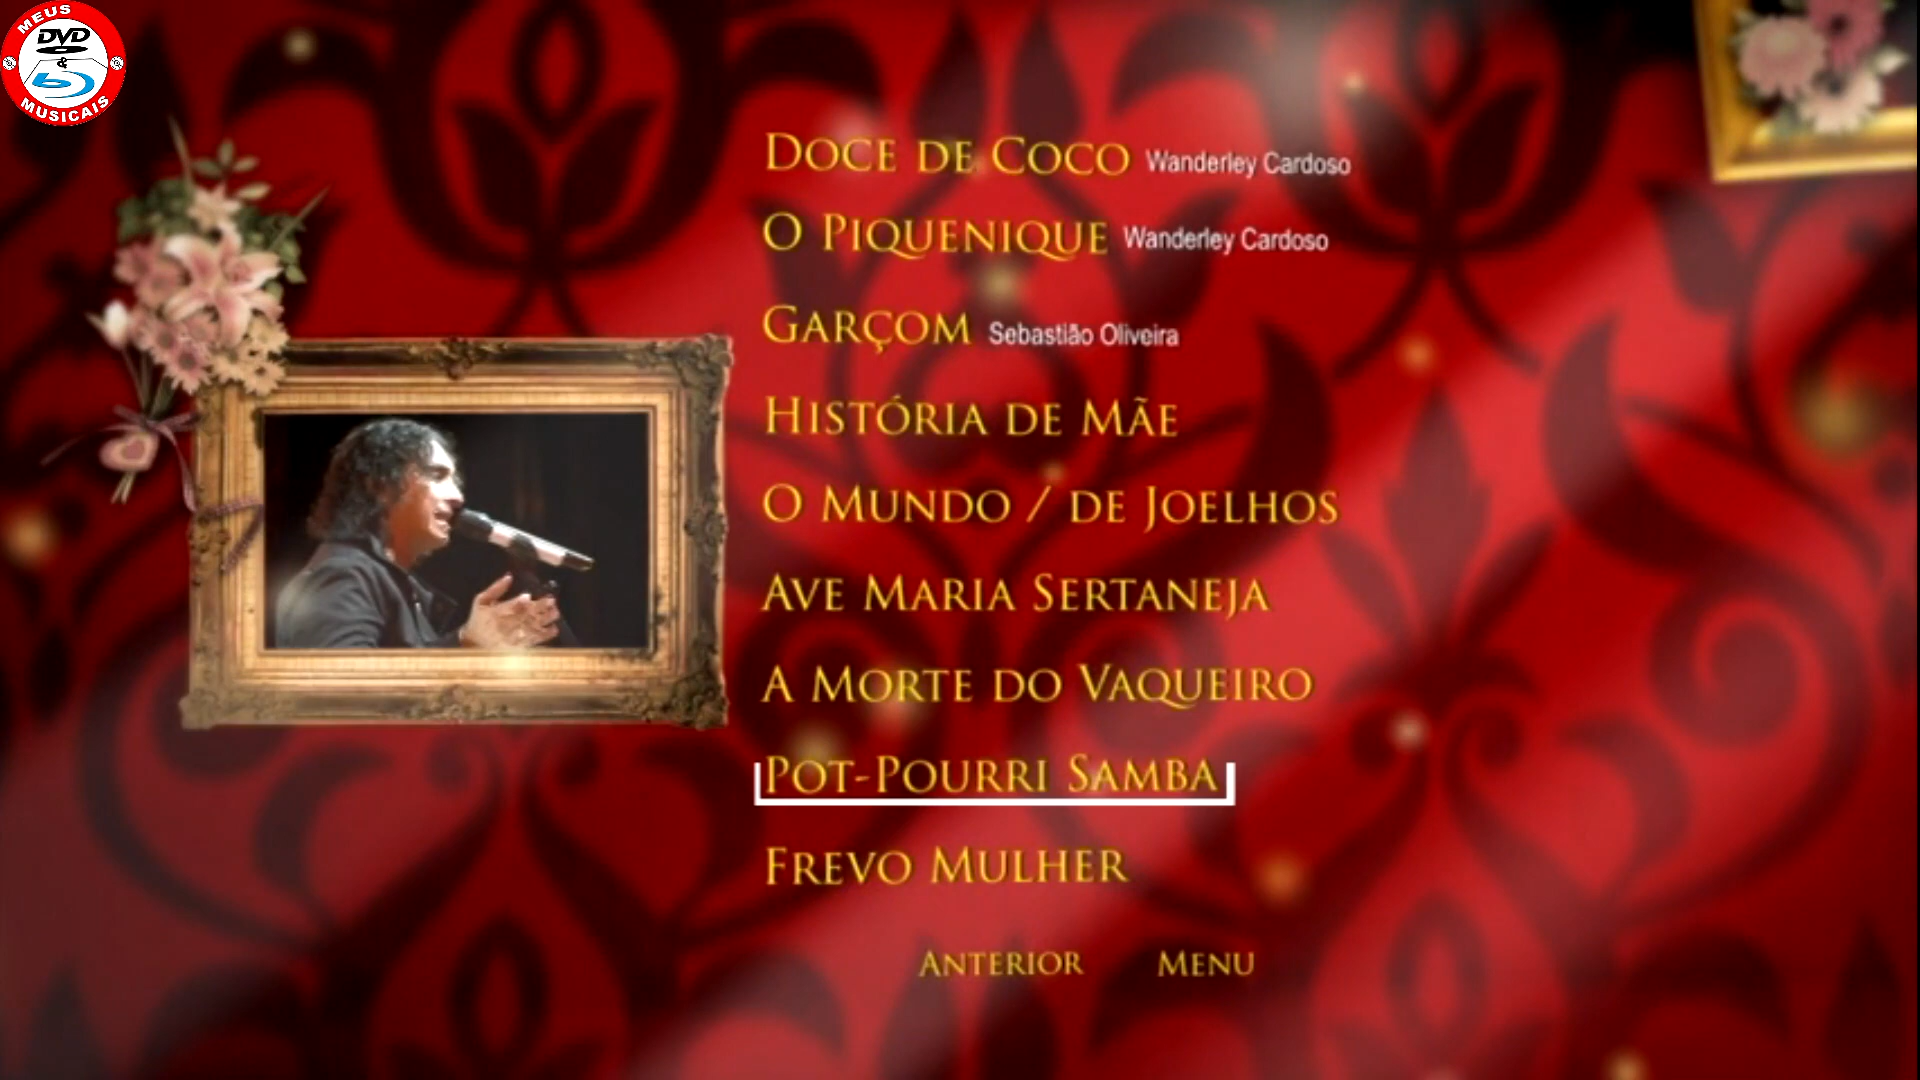 MEUS
DVD
&
MUSICAIS
DOCE DE COCO Wanderley Cardoso
O PIQUENIQUE Wanderley Cardoso
GARÇOM Sebastião Oliveira
HISTÓRIA DE MÃE
O MUNDO / DE JOELHOS
AVE MARIA SERTANEJA
A MORTE DO VAQUEIRO
POT-POURRI SAMBA
FREVO MULHER
ANTERIOR MENU